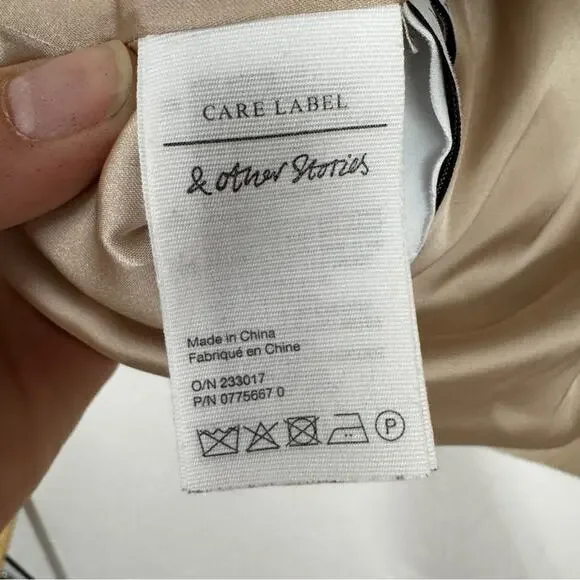 CARE LABEL
& other Stories
Made in China
Fabriqué en Chine
O/N 233017
P/N 0775667 0
P